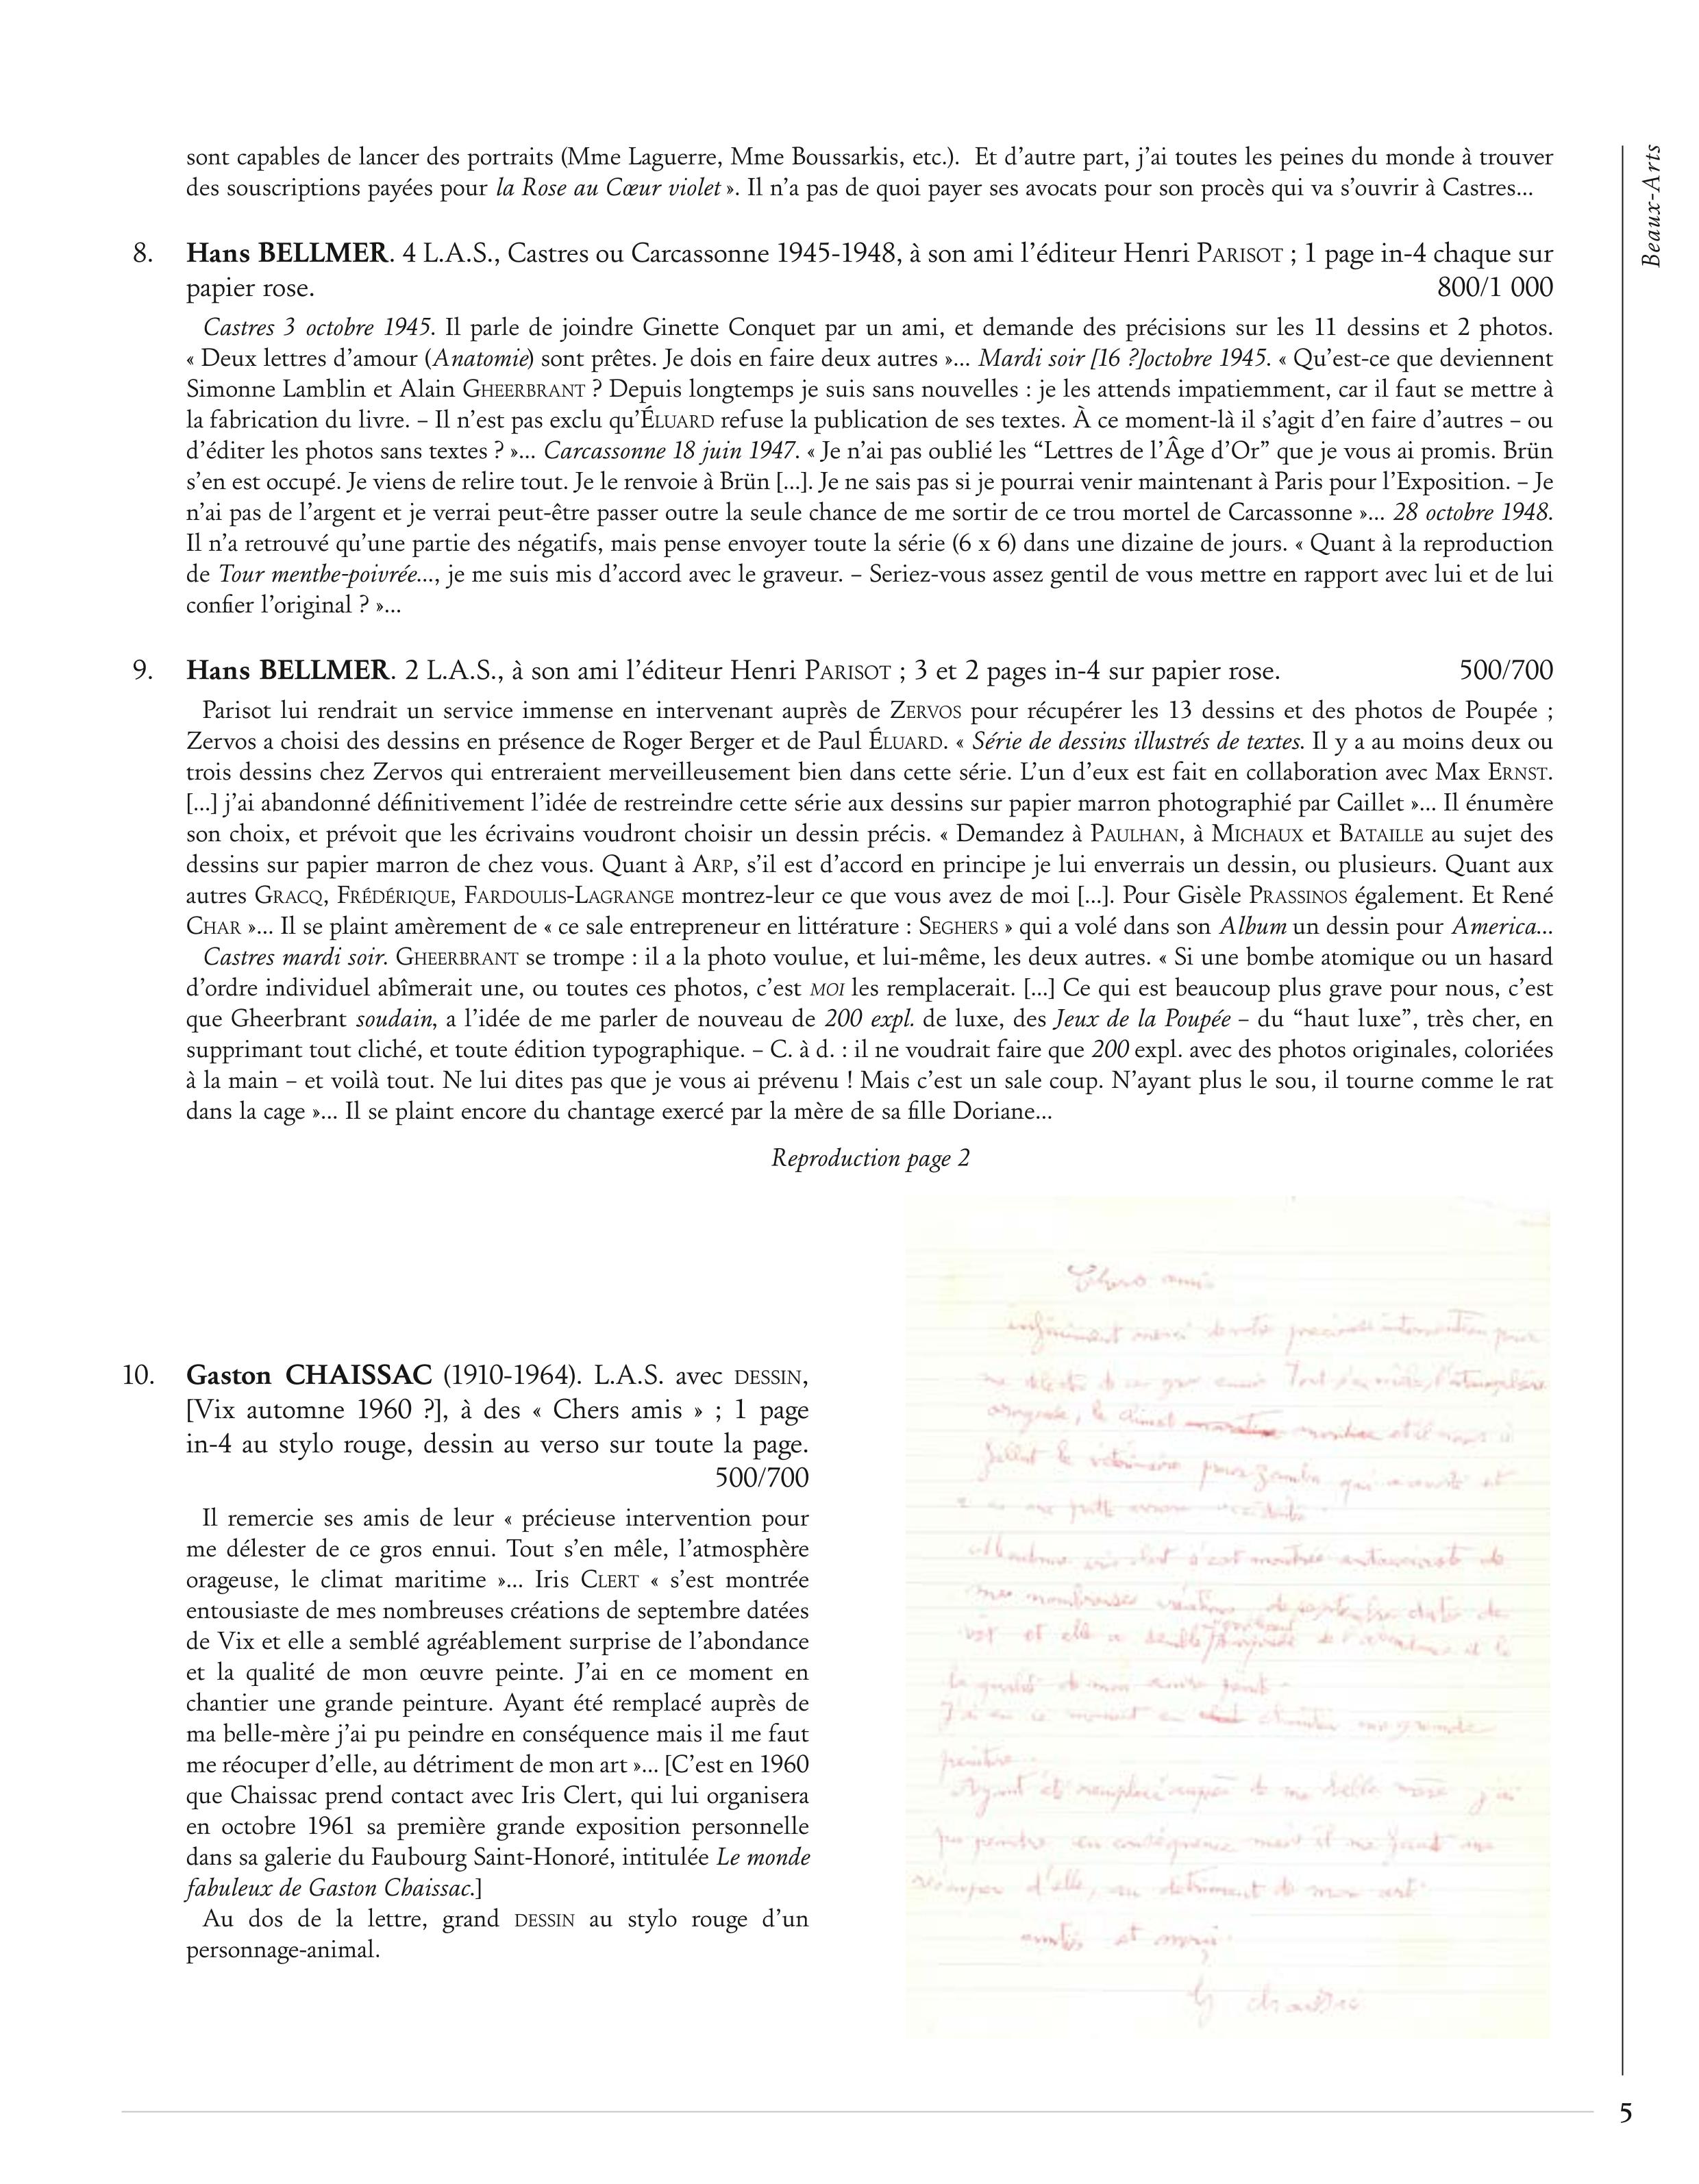 sont capables de lancer des portraits (Mme Laguerre, Mme Boussarkis, etc.).  Et d’autre part, j’ai toutes les peines du monde à trouver
des souscriptions payées pour la Rose au Cœur violet ». Il n’a pas de quoi payer ses avocats pour son procès qui va s’ouvrir à Castres...
8. Hans BELLMER. 4 L.A.S., Castres ou Carcassonne 1945-1948, à son ami l’éditeur Henri PARISOT ; 1 page in-4 chaque sur
papier rose. 800/1 000
Castres 3 octobre 1945. Il parle de joindre Ginette Conquet par un ami, et demande des précisions sur les 11 dessins et 2 photos.
« Deux lettres d’amour (Anatomie) sont prêtes. Je dois en faire deux autres »... Mardi soir [16 ?]octobre 1945. « Qu’est-ce que deviennent
Simonne Lamblin et Alain GHEERBRANT ? Depuis longtemps je suis sans nouvelles : je les attends impatiemment, car il faut se mettre à
la fabrication du livre. – Il n’est pas exclu qu’ÉLUARD refuse la publication de ses textes. À ce moment-là il s’agit d’en faire d’autres – ou
d’éditer les photos sans textes ? »... Carcassonne 18 juin 1947. « Je n’ai pas oublié les “Lettres de l’Âge d’Or” que je vous ai promis. Brün
s’en est occupé. Je viens de relire tout. Je le renvoie à Brün [...]. Je ne sais pas si je pourrai venir maintenant à Paris pour l’Exposition. – Je
n’ai pas de l’argent et je verrai peut-être passer outre la seule chance de me sortir de ce trou mortel de Carcassonne »... 28 octobre 1948.
Il n’a retrouvé qu’une partie des négatifs, mais pense envoyer toute la série (6 x 6) dans une dizaine de jours. « Quant à la reproduction
de Tour menthe-poivrée..., je me suis mis d’accord avec le graveur. – Seriez-vous assez gentil de vous mettre en rapport avec lui et de lui
confier l’original ? »...
9. Hans BELLMER. 2 L.A.S., à son ami l’éditeur Henri PARISOT ; 3 et 2 pages in-4 sur papier rose. 500/700
Parisot lui rendrait un service immense en intervenant auprès de ZERVOS pour récupérer les 13 dessins et des photos de Poupée ;
Zervos a choisi des dessins en présence de Roger Berger et de Paul ÉLUARD. « Série de dessins illustrés de textes. Il y a au moins deux ou
trois dessins chez Zervos qui entreraient merveilleusement bien dans cette série. L’un d’eux est fait en collaboration avec Max ERNST.
[...] j’ai abandonné définitivement l’idée de restreindre cette série aux dessins sur papier marron photographié par Caillet »... Il énumère
son choix, et prévoit que les écrivains voudront choisir un dessin précis. « Demandez à PAULHAN, à MICHAUX et BATAILLE au sujet des
dessins sur papier marron de chez vous. Quant à ARP, s’il est d’accord en principe je lui enverrais un dessin, ou plusieurs. Quant aux
autres GRACQ, FRÉDÉRIQUE, FARDOULIS-LAGRANGE montrez-leur ce que vous avez de moi [...]. Pour Gisèle PRASSINOS également. Et René
CHAR »... Il se plaint amèrement de « ce sale entrepreneur en littérature : SEGHERS » qui a volé dans son Album un dessin pour America...
Castres mardi soir. GHEERBRANT se trompe : il a la photo voulue, et lui-même, les deux autres. « Si une bombe atomique ou un hasard
d’ordre individuel abîmerait une, ou toutes ces photos, c’est MOI les remplacerait. [...] Ce qui est beaucoup plus grave pour nous, c’est
que Gheerbrant soudain, a l’idée de me parler de nouveau de 200 expl. de luxe, des Jeux de la Poupée – du “haut luxe”, très cher, en
supprimant tout cliché, et toute édition typographique. – C. à d. : il ne voudrait faire que 200 expl. avec des photos originales, coloriées
à la main – et voilà tout. Ne lui dites pas que je vous ai prévenu ! Mais c’est un sale coup. N’ayant plus le sou, il tourne comme le rat
dans la cage »... Il se plaint encore du chantage exercé par la mère de sa fille Doriane...
Reproduction page 2
10. Gaston CHAISSAC (1910-1964). L.A.S. avec DESSIN,
[Vix automne 1960 ?], à des « Chers amis » ; 1 page
in-4 au stylo rouge, dessin au verso sur toute la page.
500/700
Il remercie ses amis de leur « précieuse intervention pour
me délester de ce gros ennui. Tout s’en mêle, l’atmosphère
orageuse, le climat maritime »... Iris CLERT « s’est montrée
entousiaste de mes nombreuses créations de septembre datées
de Vix et elle a semblé agréablement surprise de l’abondance
et la qualité de mon œuvre peinte. J’ai en ce moment en
chantier une grande peinture. Ayant été remplacé auprès de
ma belle-mère j’ai pu peindre en conséquence mais il me faut
me réocuper d’elle, au détriment de mon art »... [C’est en 1960
que Chaissac prend contact avec Iris Clert, qui lui organisera
en octobre 1961 sa première grande exposition personnelle
dans sa galerie du Faubourg Saint-Honoré, intitulée Le monde
fabuleux de Gaston Chaissac.]
Au dos de la lettre, grand DESSIN au stylo rouge d’un
personnage-animal.
Chers amis
infiniment merci de votre précieuse intervention pour
me délester de ce gros ennui Tout s'en mêle, l'atmosphère
orageuse, le climat
fallut le vétérinaire pour
s'est montrée entousiaste de
mes nombreuses créations de septembre datées de
vix et elle a semblé
la qualité de mon œuvre peinte.
J'ai en ce moment en chantier une grande
peinture.
Ayant été remplacé auprès de ma belle mère j'ai
pu peindre en conséquence mais il me faut me
réocuper d'elle, au détriment de mon art.
amitiés et merci
G chaissac
Beaux-Arts
5